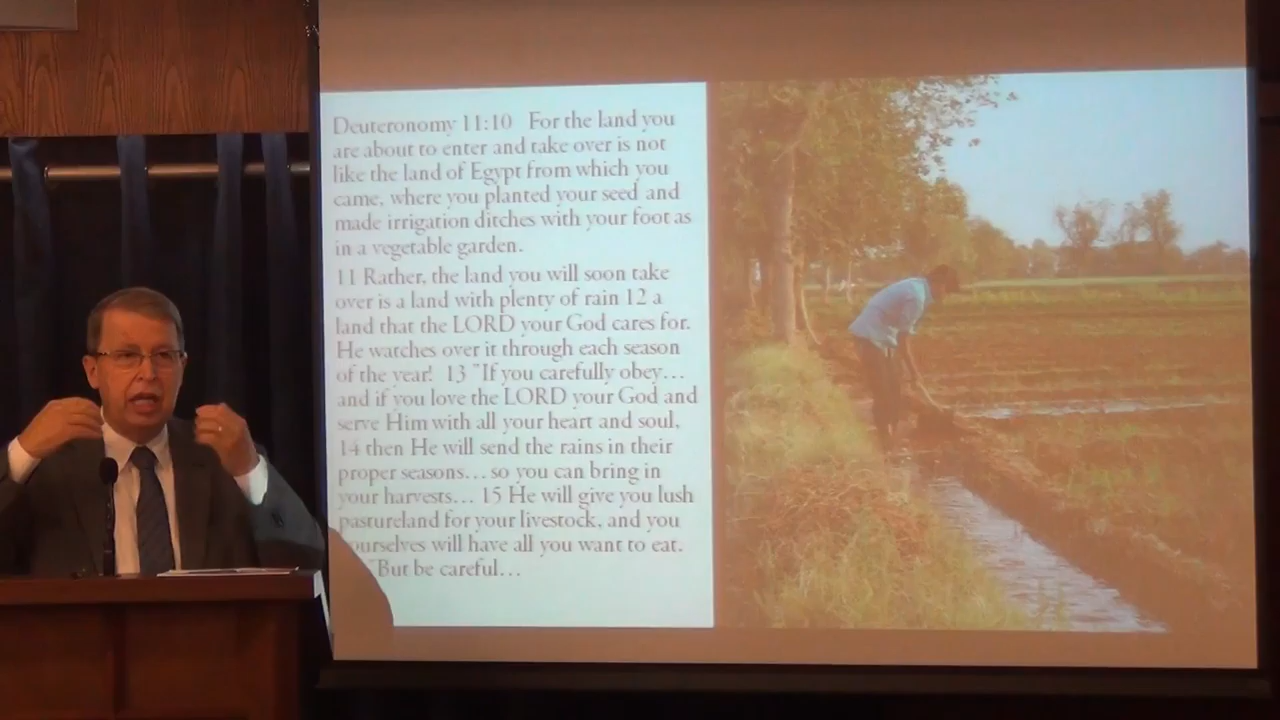 Deuteronomy 11:10 For the land you
are about to enter and take over is not
like the land of Egypt from which you
came, where you planted your seed and
made irrigation ditches with your foot as
in a vegetable garden.
11 Rather, the land you will soon take
over is a land with plenty of rain 12 a
land that the LORD your God cares for.
He watches over it through each season
of the year! 13 "If you carefully obey...
and if you love the LORD your God and
serve Him with all your heart and soul,
14 then He will send the rains in their
proper seasons... so you can bring in
your harvests... 15 He will give you lush
pastureland for your livestock, and you
ourselves will have all you want to eat.
"But be careful...